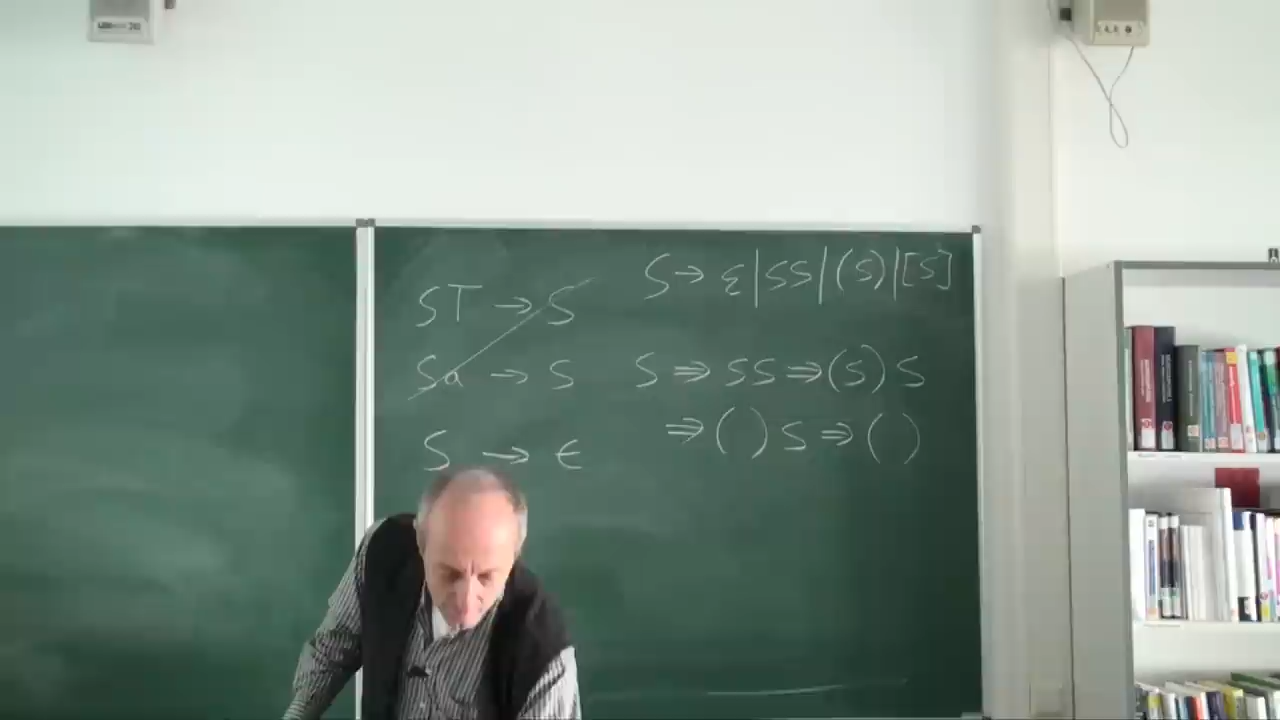 ST → S
Sa → S
S → ϵ
S → ε|SS|(S)|[S]
S ⇒ SS ⇒ (S) S
⇒ ( ) S ⇒ ( )